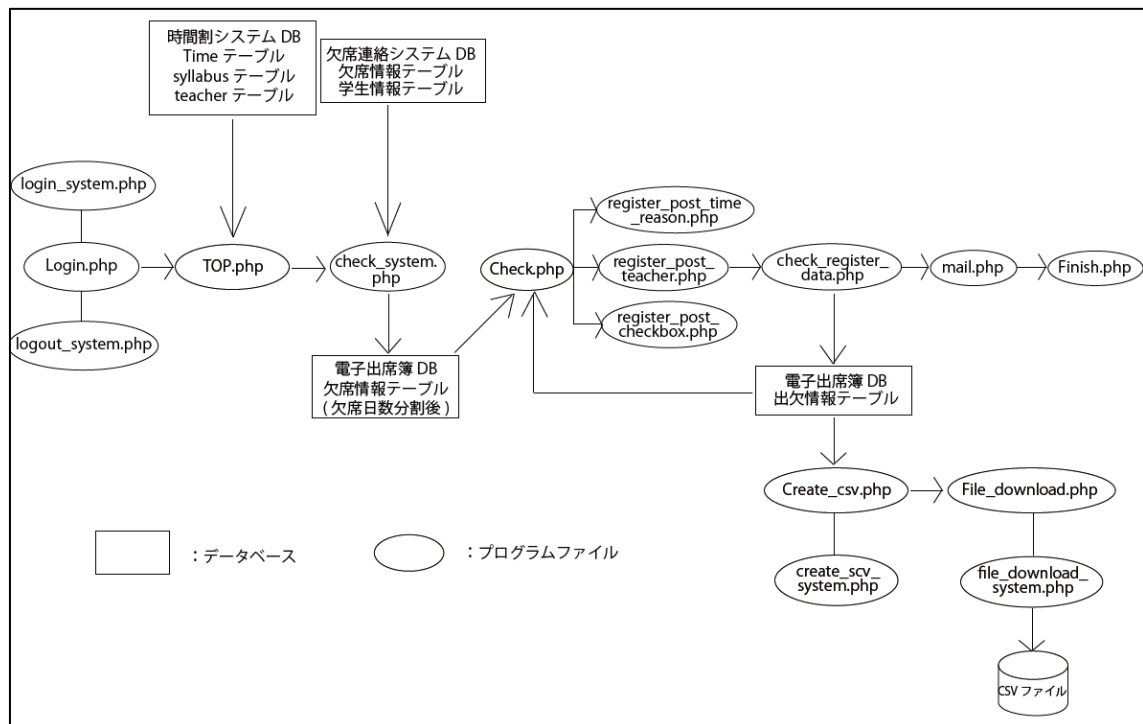 時間割システム DB
Time テーブル
syllabus テーブル
teacher テーブル
欠席連絡システム DB
欠席情報テーブル
学生情報テーブル
login_system.php
Login.php
logout_system.php
TOP.php
check_system.
php
Check.php
register_post_time
_reason.php
register_post_
teacher.php
register_post_
checkbox.php
check_register_
data.php
mail.php
Finish.php
電子出席簿 DB
欠席情報テーブル
( 欠席日数分割後 )
電子出席簿 DB
出欠情報テーブル
Create_csv.php
File_download.php
create_scv_
system.php
file_download_
system.php
CSV ファイル
：データベース
：プログラムファイル